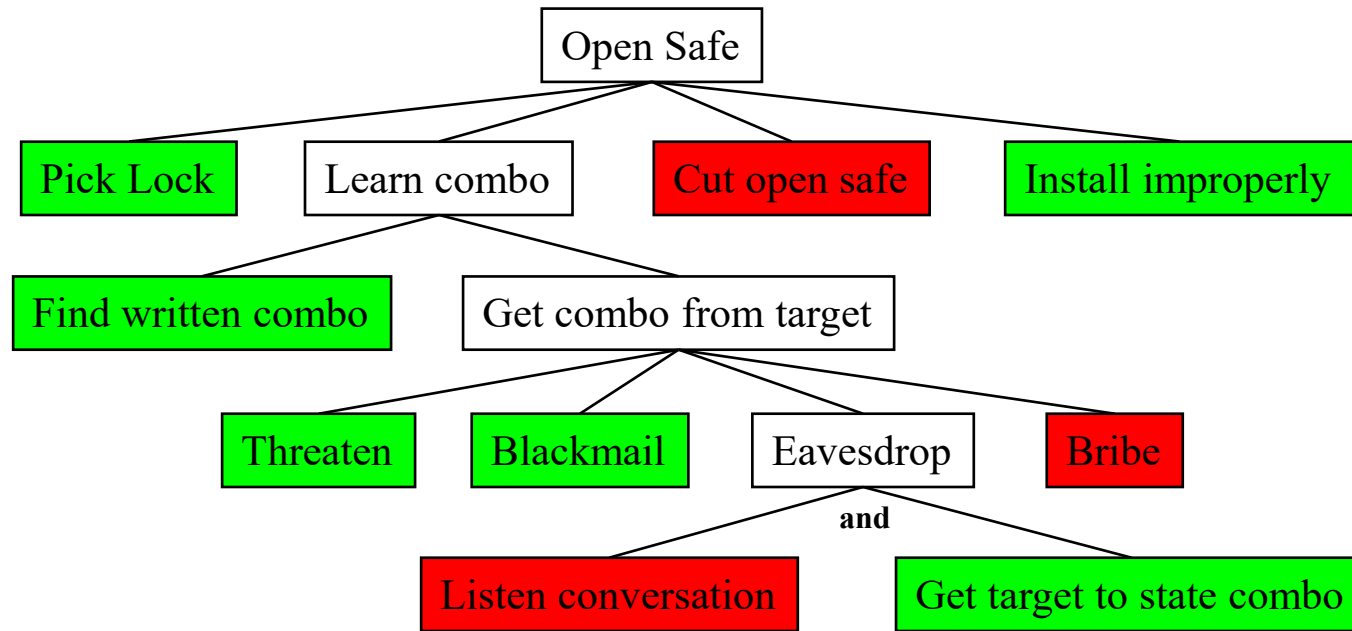 Open Safe
Pick Lock
Learn combo
Cut open safe
Install improperly
Find written combo
Get combo from target
Threaten
Blackmail
Eavesdrop
Bribe
and
Listen conversation
Get target to state combo